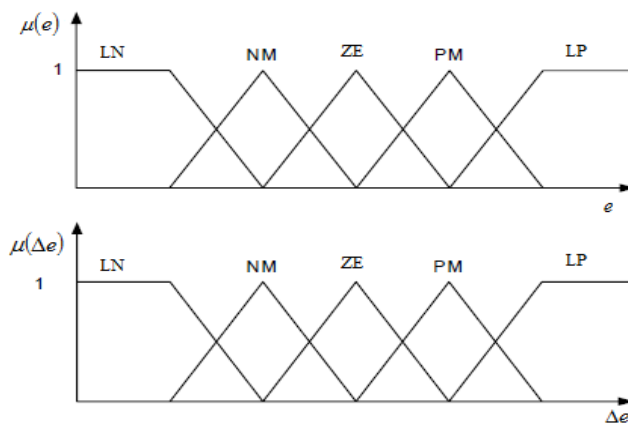 μ(e)
LN NM ZE PM LP
1
e
μ(Δe)
LN NM ZE PM LP
1
Δe